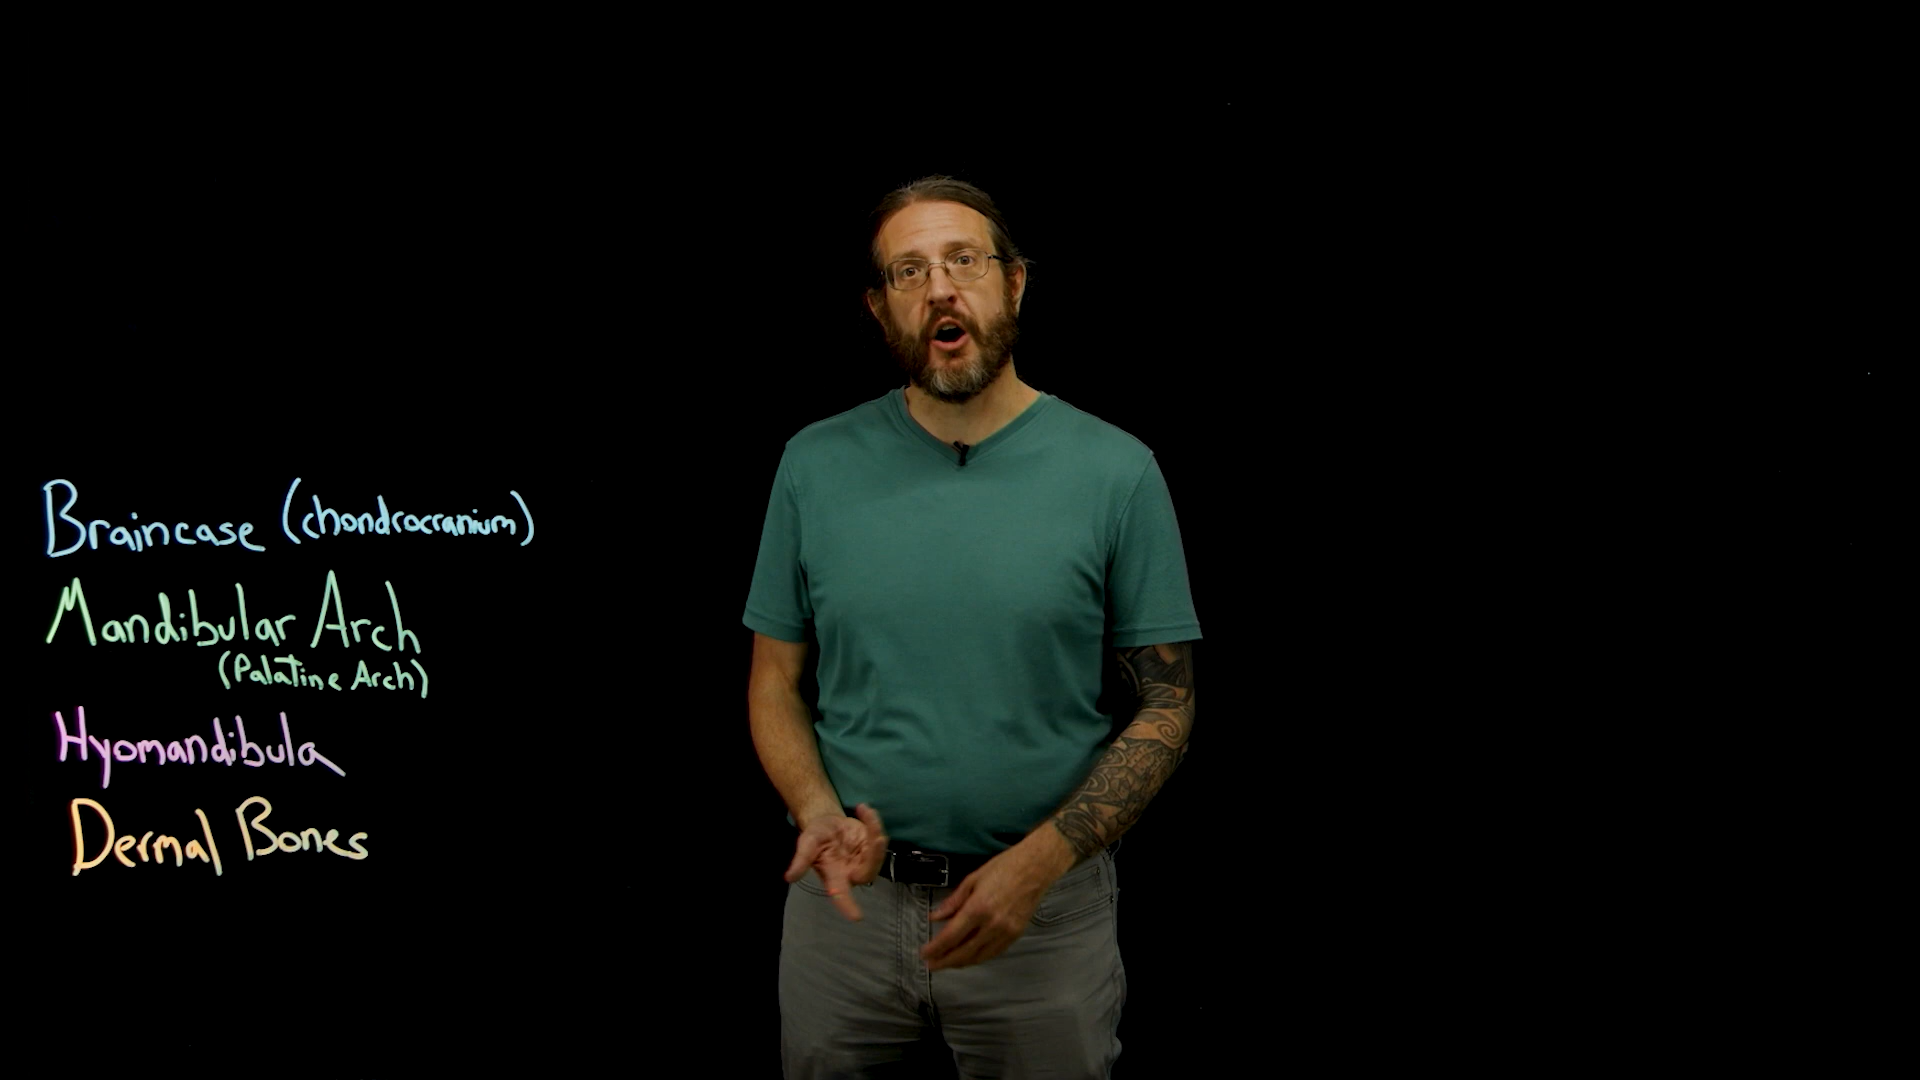 Braincase (chondrocranium)
Mandibular Arch
(Palatine Arch)
Hyomandibula
Dermal Bones